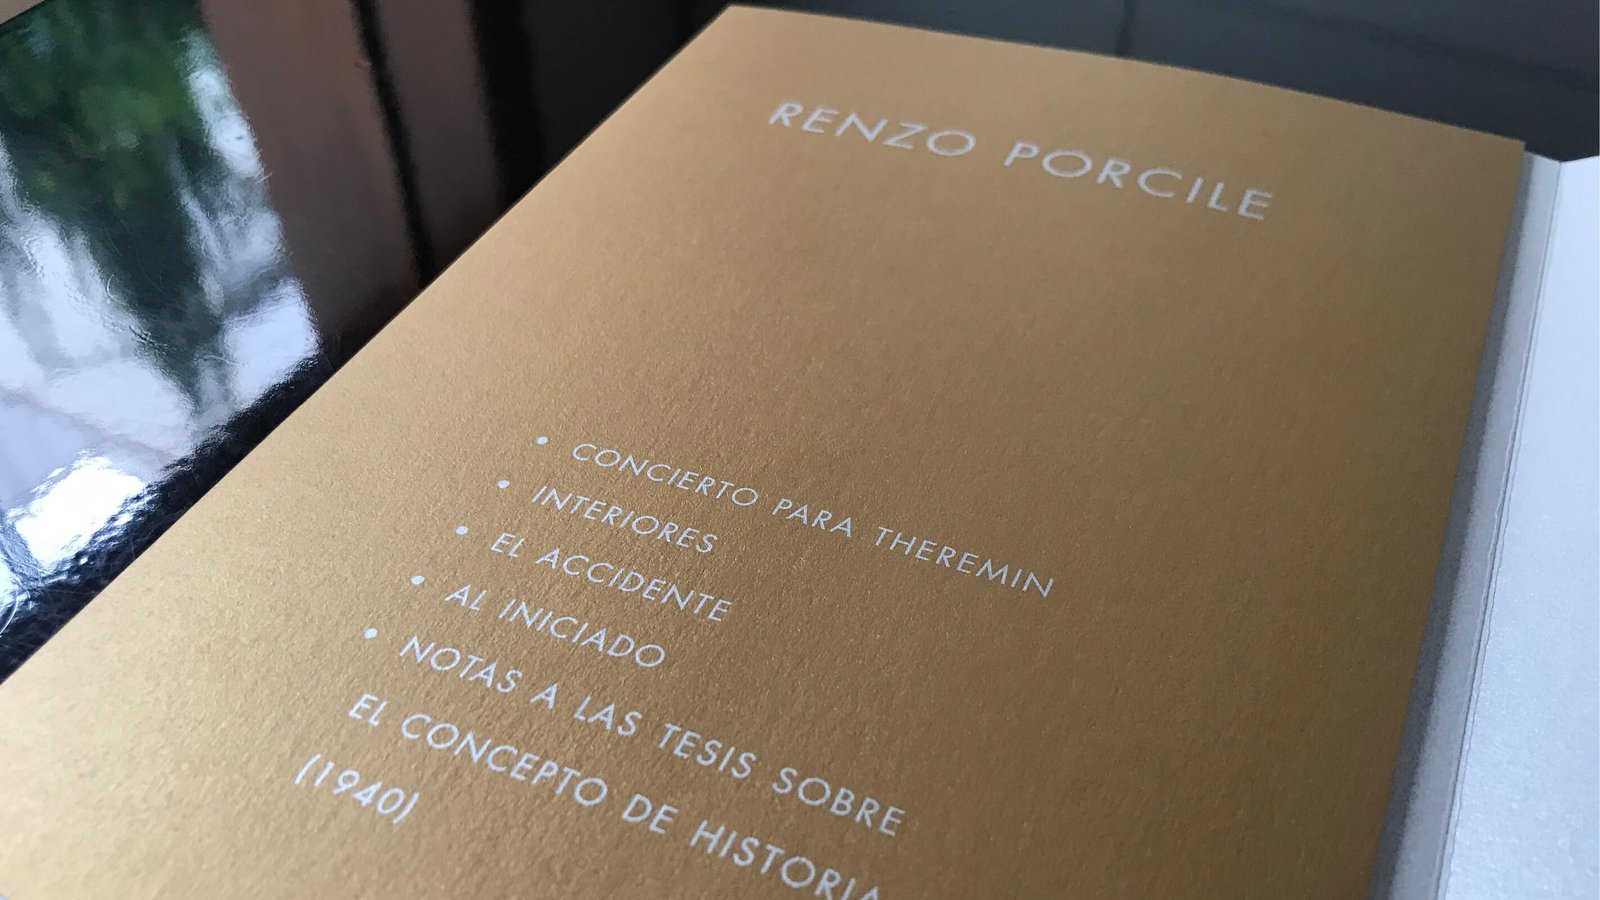 RENZO PORCILE
• CONCIERTO PARA THEREMIN
• INTERIORES
• EL ACCIDENTE
• AL INICIADO
• NOTAS A LAS TESIS SOBRE
EL CONCEPTO DE HISTORIA
(1940)